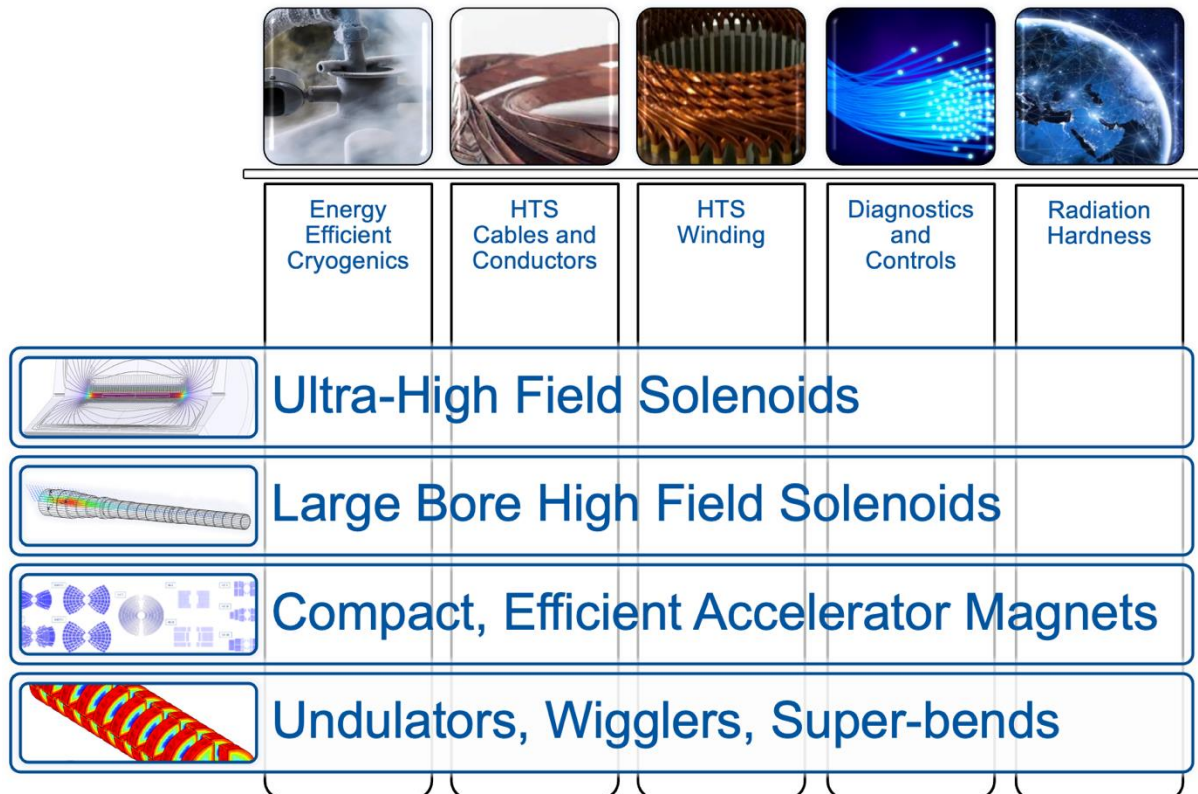 Energy
Efficient
Cryogenics
HTS
Cables and
Conductors
HTS
Winding
Diagnostics
and
Controls
Radiation
Hardness
Ultra-High Field Solenoids
Large Bore High Field Solenoids
Compact, Efficient Accelerator Magnets
Undulators, Wigglers, Super-bends